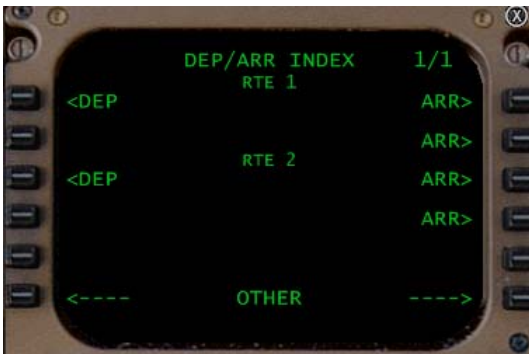 DEP/ARR INDEX 1/1
RTE 1
<DEP ARR>
ARR>
RTE 2
<DEP ARR>
ARR>
<---- OTHER ---->
X